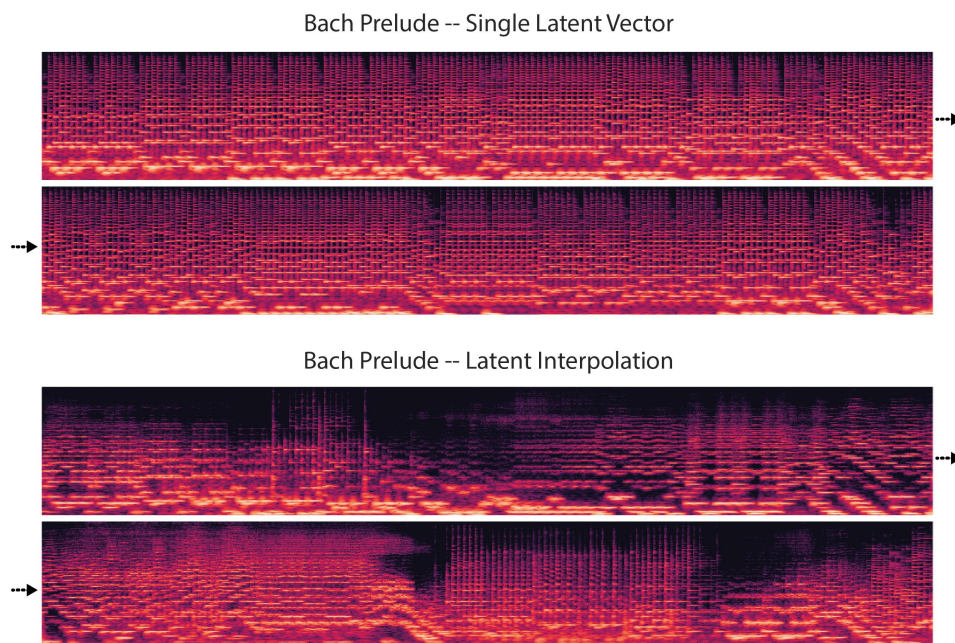 Bach Prelude -- Single Latent Vector
Bach Prelude -- Latent Interpolation